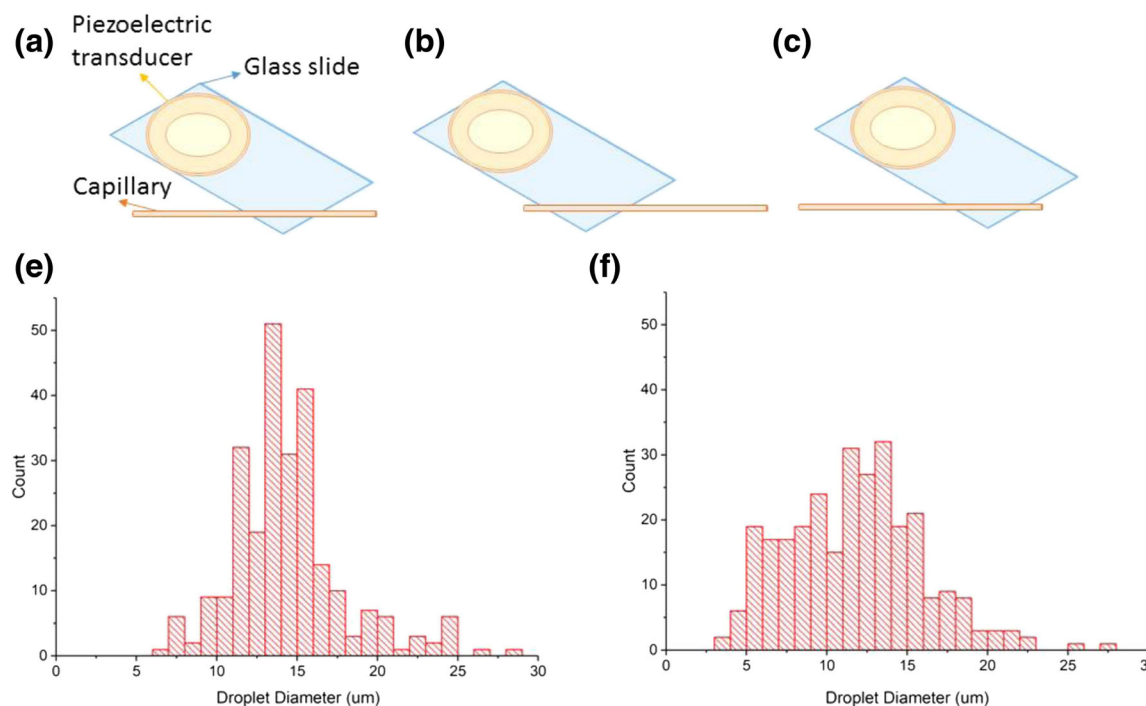 (a)
Piezoelectric
transducer
Glass slide
Capillary
(b)
(c)
(e)
50
40
30
20
10
0
Count
0 5 10 15 20 25 30
Droplet Diameter (um)
(f)
50
40
30
20
10
0
Count
0 5 10 15 20 25 30
Droplet Diameter (um)